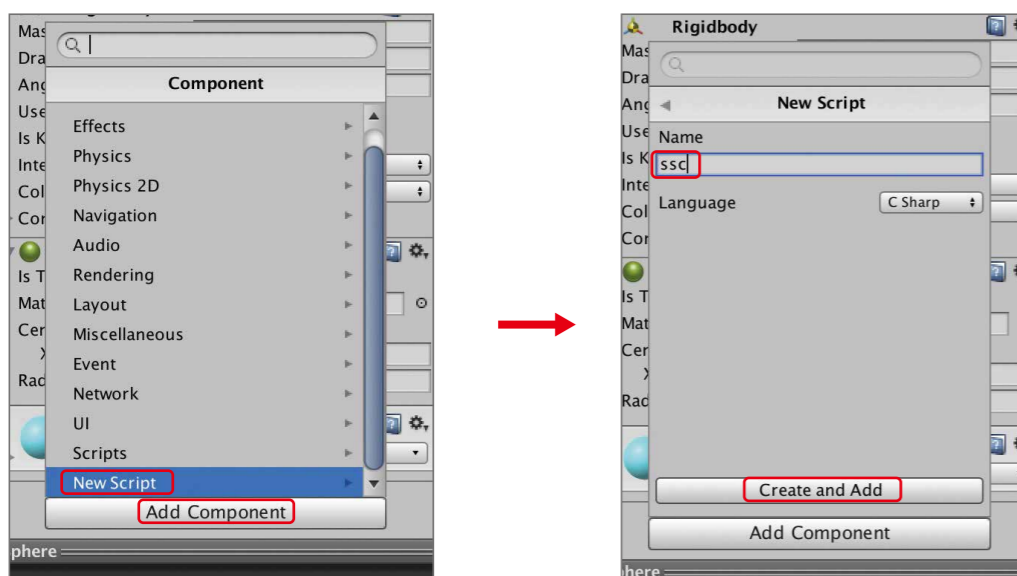 Mas
Dra
Ang
Use
Is K
Inte
Col
Cor
Is T
Mat
Cer
X
Rad
phere
Component
Effects
Physics
Physics 2D
Navigation
Audio
Rendering
Layout
Miscellaneous
Event
Network
UI
Scripts
New Script
Add Component
Rigidbody
Mas
Dra
Ang
Use
Is K
Inte
Col
Cor
Is T
Mat
Cer
X
Rad
here
New Script
Name
ssc
Language
C Sharp
Create and Add
Add Component